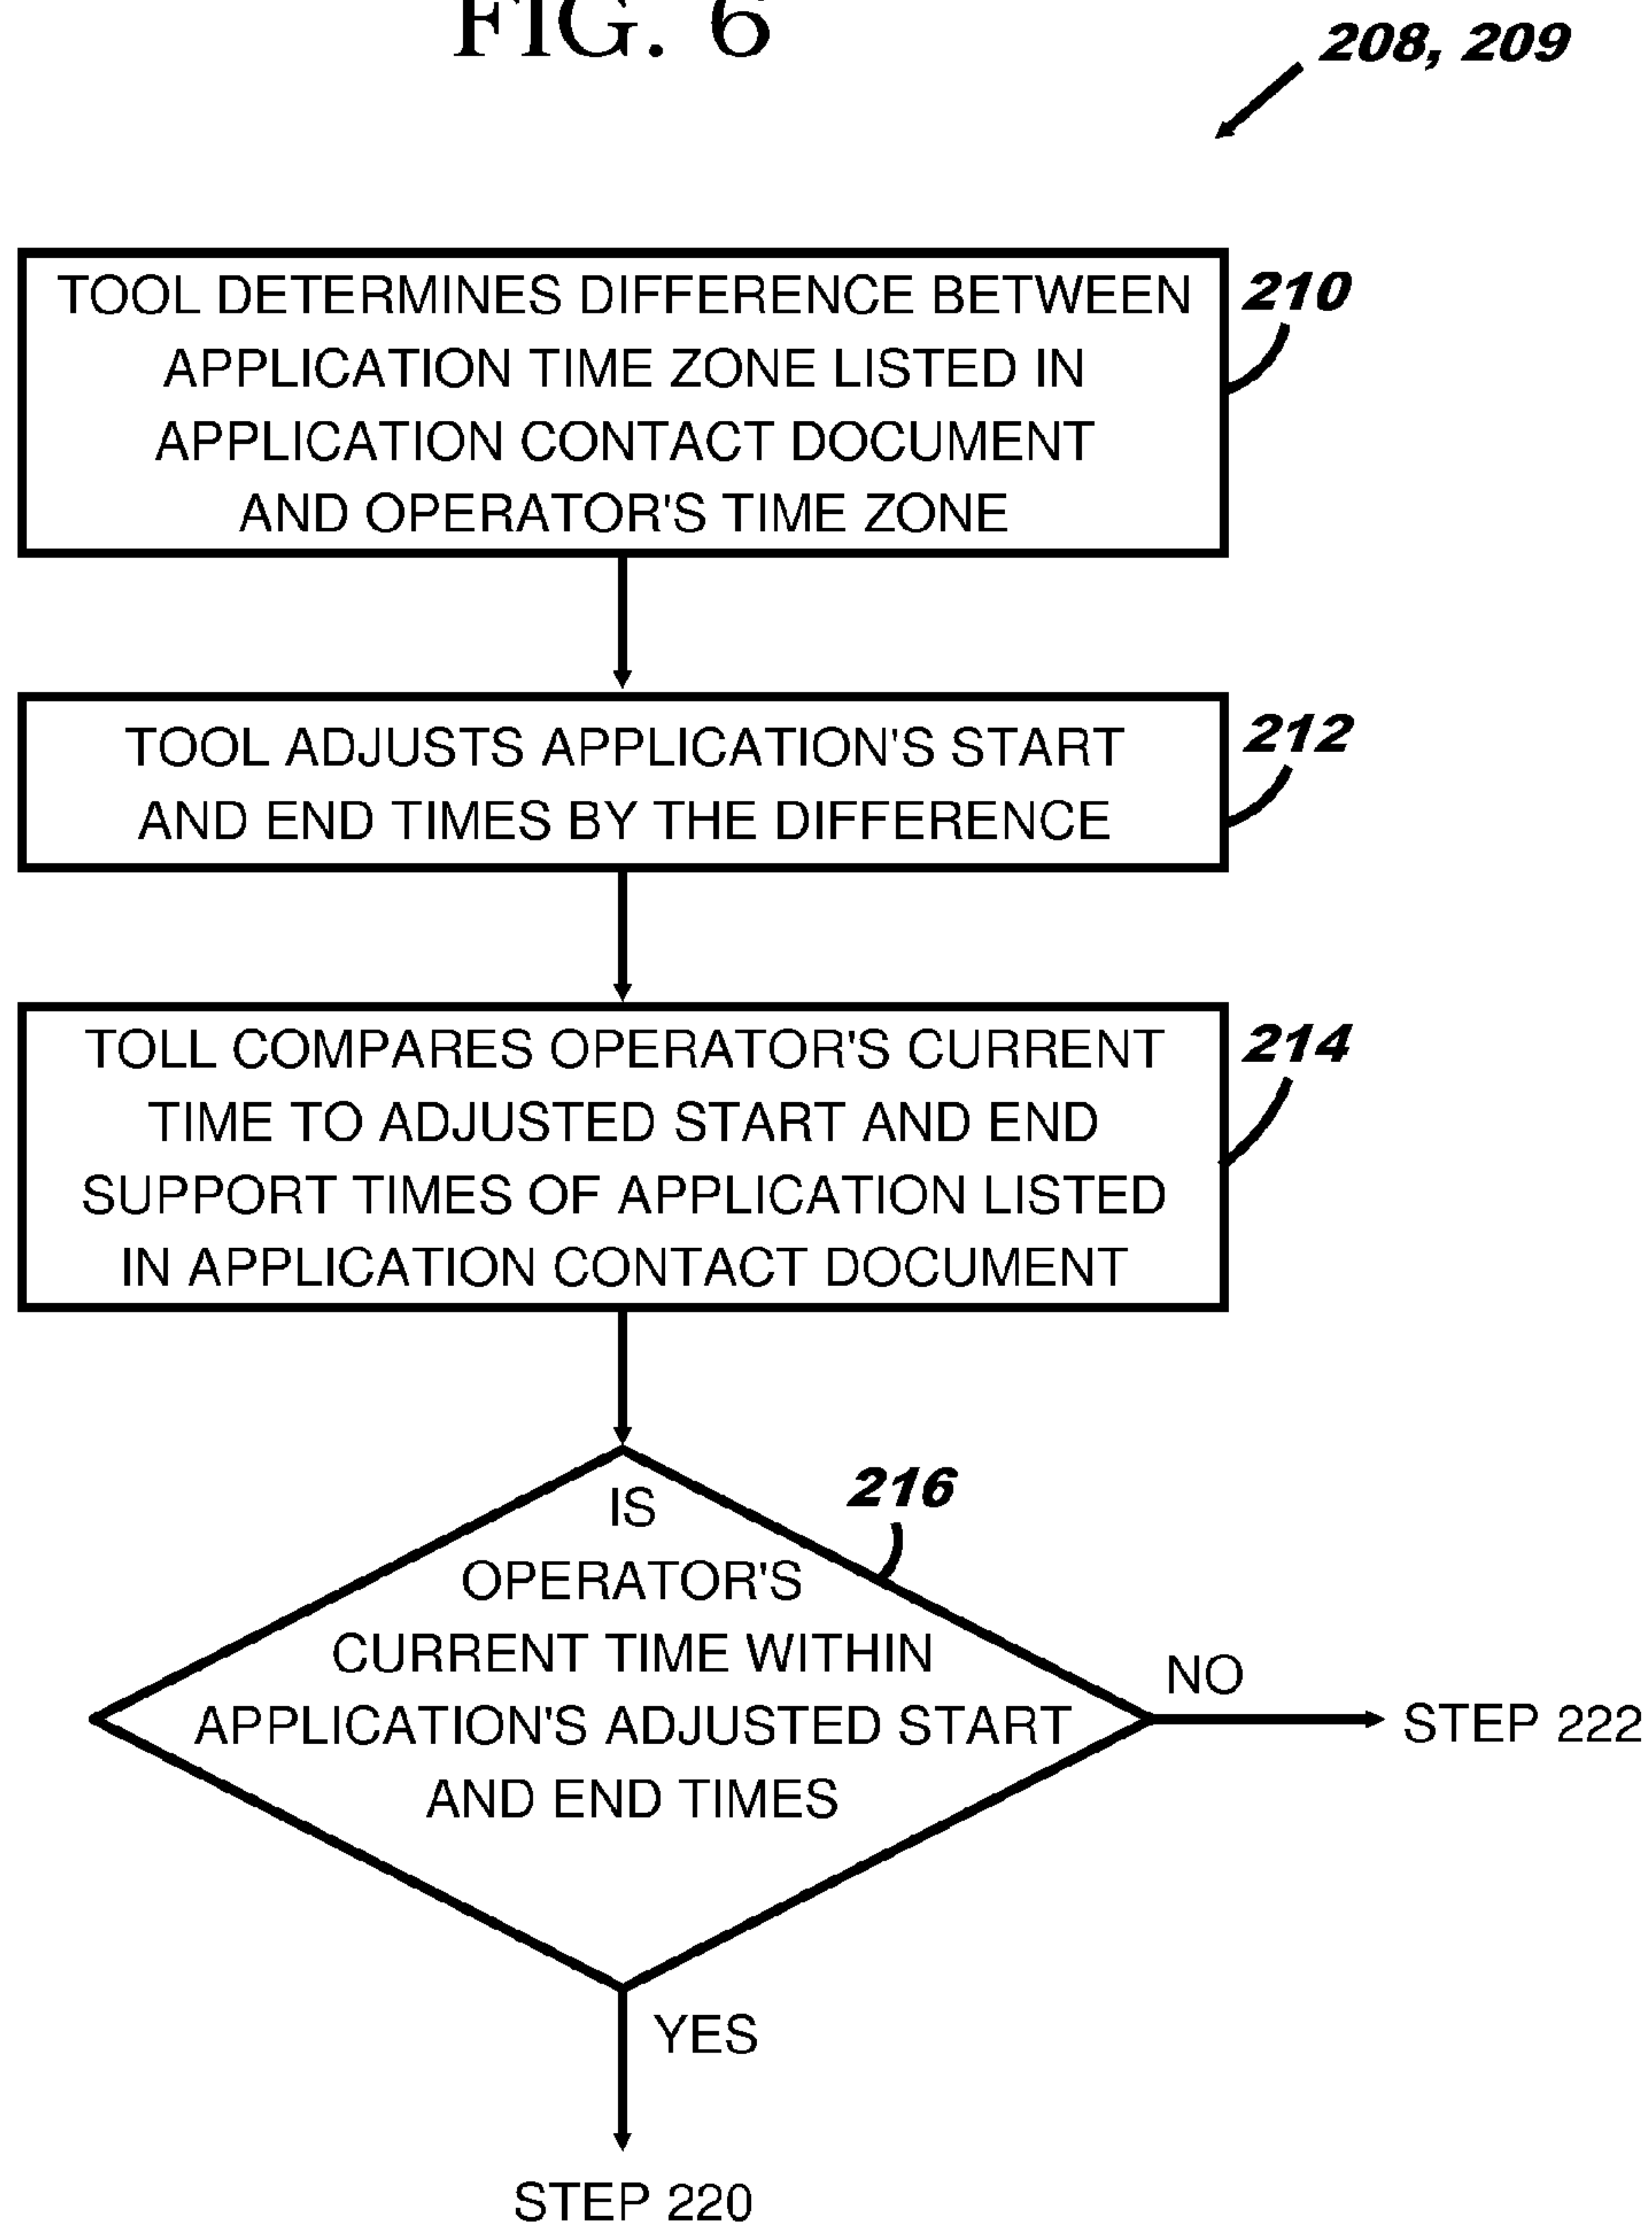 FIG. 6
208, 209
TOOL DETERMINES DIFFERENCE BETWEEN
APPLICATION TIME ZONE LISTED IN
APPLICATION CONTACT DOCUMENT
AND OPERATOR'S TIME ZONE
210
TOOL ADJUSTS APPLICATION'S START
AND END TIMES BY THE DIFFERENCE
212
TOLL COMPARES OPERATOR'S CURRENT
TIME TO ADJUSTED START AND END
SUPPORT TIMES OF APPLICATION LISTED
IN APPLICATION CONTACT DOCUMENT
214
IS
OPERATOR'S
CURRENT TIME WITHIN
APPLICATION'S ADJUSTED START
AND END TIMES
216
NO
STEP 222
YES
STEP 220